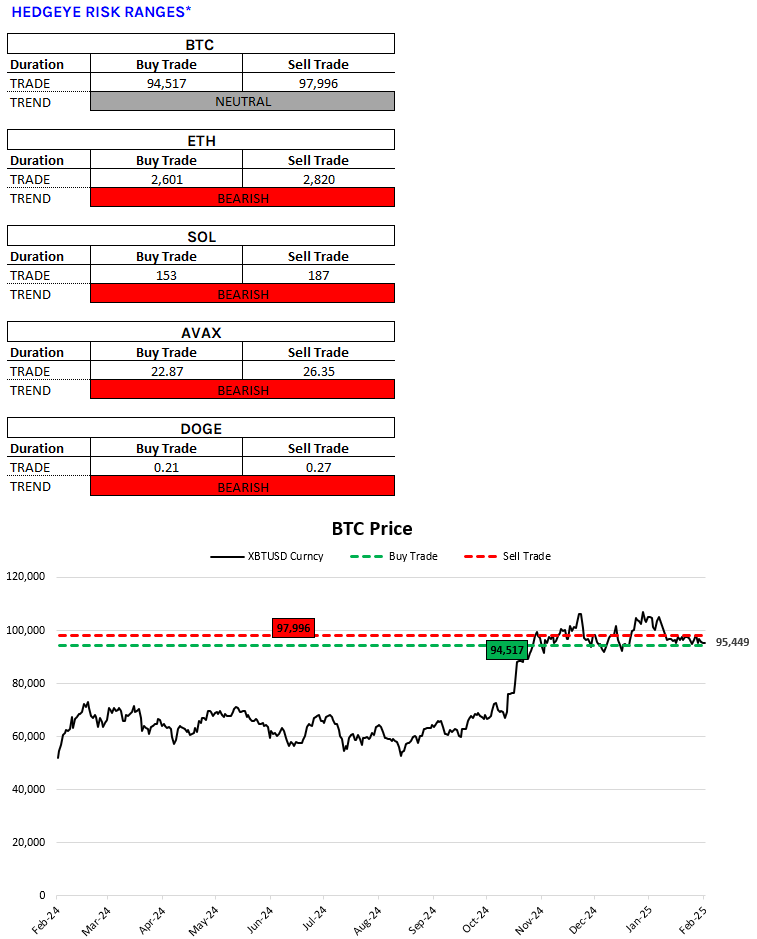 HEDGEYE RISK RANGES*
BTC
Duration Buy Trade Sell Trade
TRADE 94,517 97,996
TREND NEUTRAL
ETH
Duration Buy Trade Sell Trade
TRADE 2,601 2,820
TREND BEARISH
SOL
Duration Buy Trade Sell Trade
TRADE 153 187
TREND BEARISH
AVAX
Duration Buy Trade Sell Trade
TRADE 22.87 26.35
TREND BEARISH
DOGE
Duration Buy Trade Sell Trade
TRADE 0.21 0.27
TREND BEARISH
BTC Price
XBTUSD Curncy Buy Trade Sell Trade
120,000
100,000
80,000
60,000
40,000
20,000
0
97,996
94,517
95,449
Feb-24 Mar-24 Apr-24 May-24 Jun-24 Jul-24 Aug-24 Sep-24 Oct-24 Nov-24 Dec-24 Jan-25 Feb-25